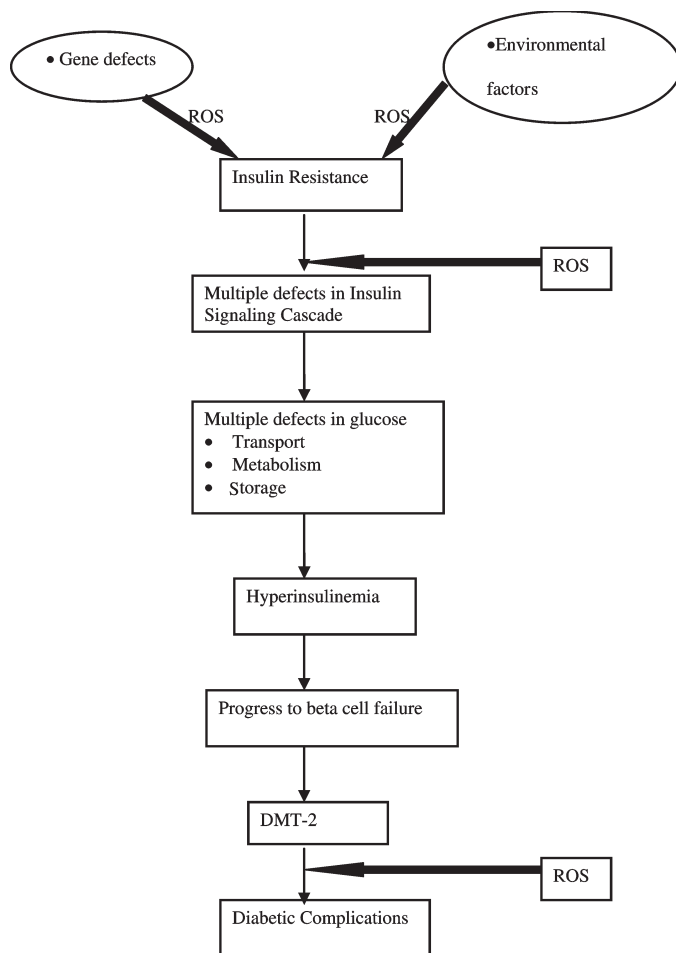 • Gene defects
•Environmental
factors
ROS
ROS
Insulin Resistance
ROS
Multiple defects in Insulin
Signaling Cascade
Multiple defects in glucose
• Transport
• Metabolism
• Storage
Hyperinsulinemia
Progress to beta cell failure
DMT-2
ROS
Diabetic Complications